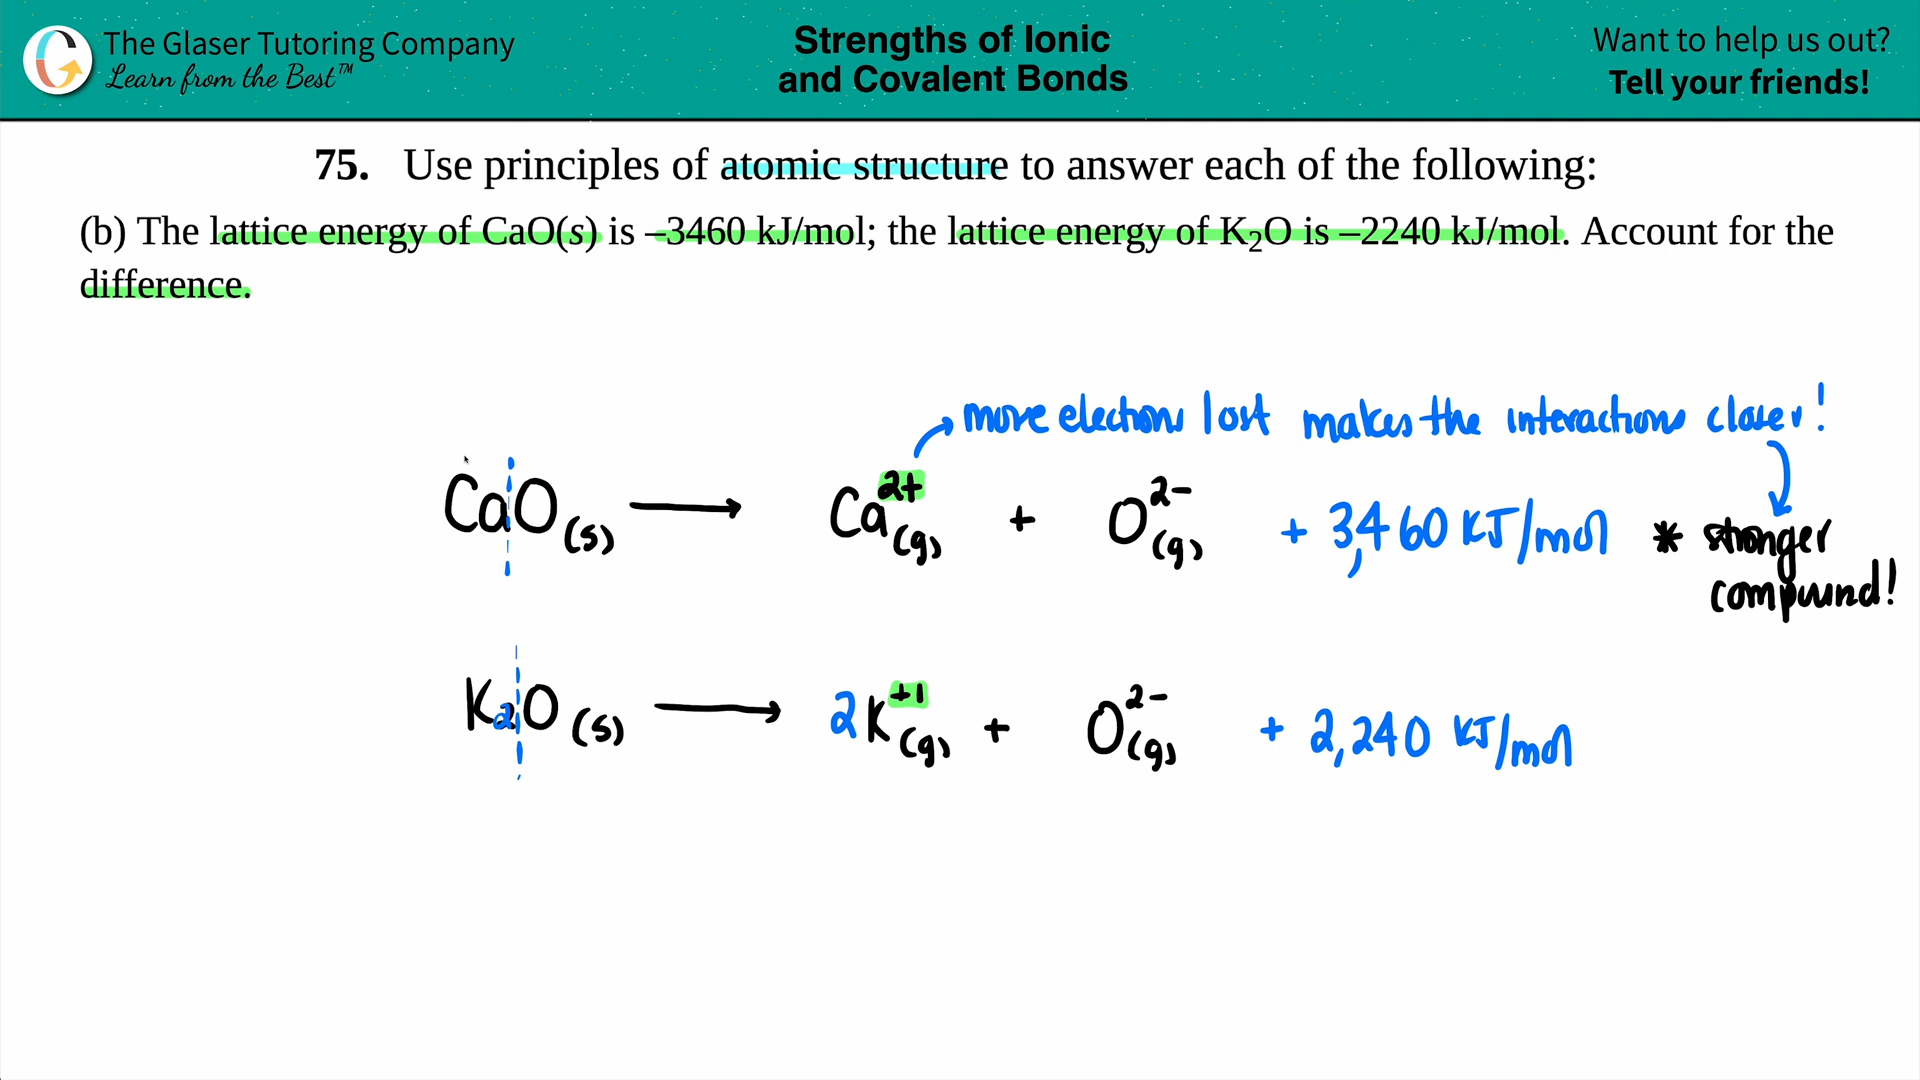 The Glaser Tutoring Company
Learn from the Best™
Strengths of Ionic
and Covalent Bonds
Want to help us out?
Tell your friends!
75. Use principles of atomic structure to answer each of the following:
(b) The lattice energy of CaO(s) is –3460 kJ/mol; the lattice energy of K₂O is –2240 kJ/mol. Account for the
difference.
more electrons lost makes the interactions closer!
CaO(s) → Ca²⁺(g) + O²⁻(g) + 3,460 KJ/mol * stronger
compound!
K₂O(s) → 2K⁺¹(g) + O²⁻(g) + 2,240 KJ/mol